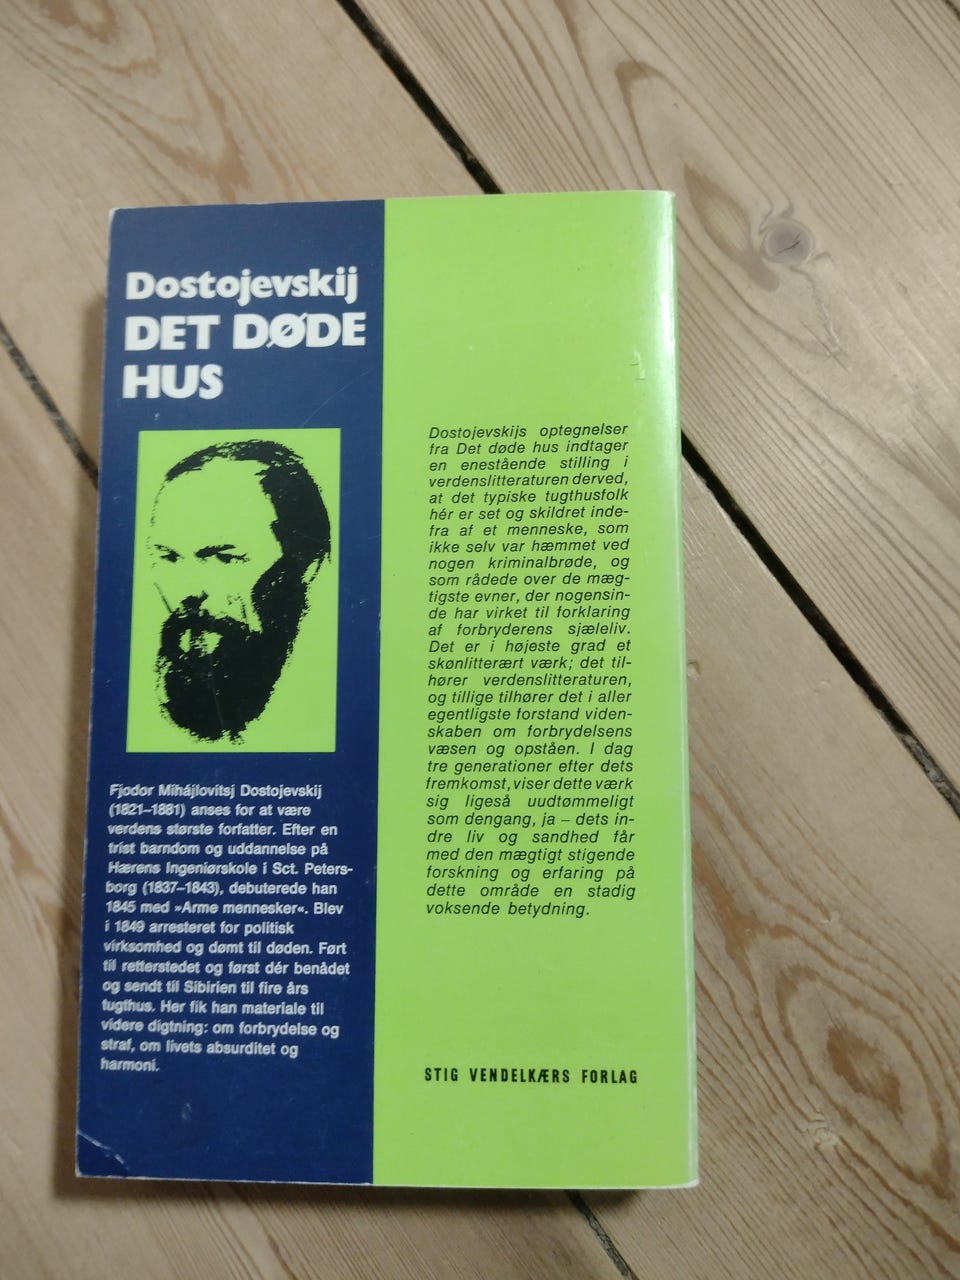 Dostojevskij
DET DØDE
HUS
Fjodor Mihájlovitsj Dostojevskij
(1821–1881) anses for at være
verdens største forfatter. Efter en
trist barndom og uddannelse på
Hærens Ingeniørskole i Sct. Peters-
borg (1837–1843), debuterede han
1845 med »Arme mennesker«. Blev
i 1849 arresteret for politisk
virksomhed og dømt til døden. Ført
til retterstedet og først dér benådet
og sendt til Sibirien til fire års
tugthus. Her fik han materiale til
videre digtning: om forbrydelse og
straf, om livets absurditet og
harmoni.
Dostojevskijs optegnelser
fra Det døde hus indtager
en enestående stilling i
verdenslitteraturen derved,
at det typiske tugthusfolk
hér er set og skildret inde-
fra af et menneske, som
ikke selv var hæmmet ved
nogen kriminalbrøde, og
som rådede over de mæg-
tigste evner, der nogensin-
de har virket til forklaring
af forbryderens sjæleliv.
Det er i højeste grad et
skønlitterært værk; det til-
hører verdenslitteraturen,
og tillige tilhører det i aller
egentligste forstand viden-
skaben om forbrydelsens
væsen og opståen. I dag
tre generationer efter dets
fremkomst, viser dette værk
sig ligeså uudtømmeligt
som dengang, ja – dets in-
dre liv og sandhed får
med den mægtigt stigende
forskning og erfaring på
dette område en stadig
voksende betydning.
STIG VENDELKÆRS FORLAG